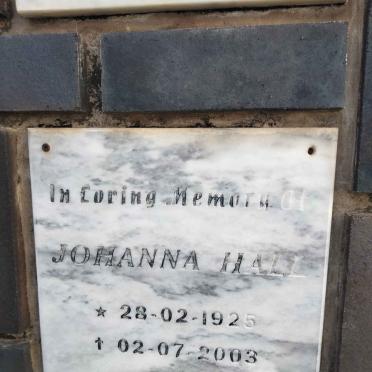 In Loving Memory Of
JOHANNA HALL
* 28-02-1925
† 02-07-2003